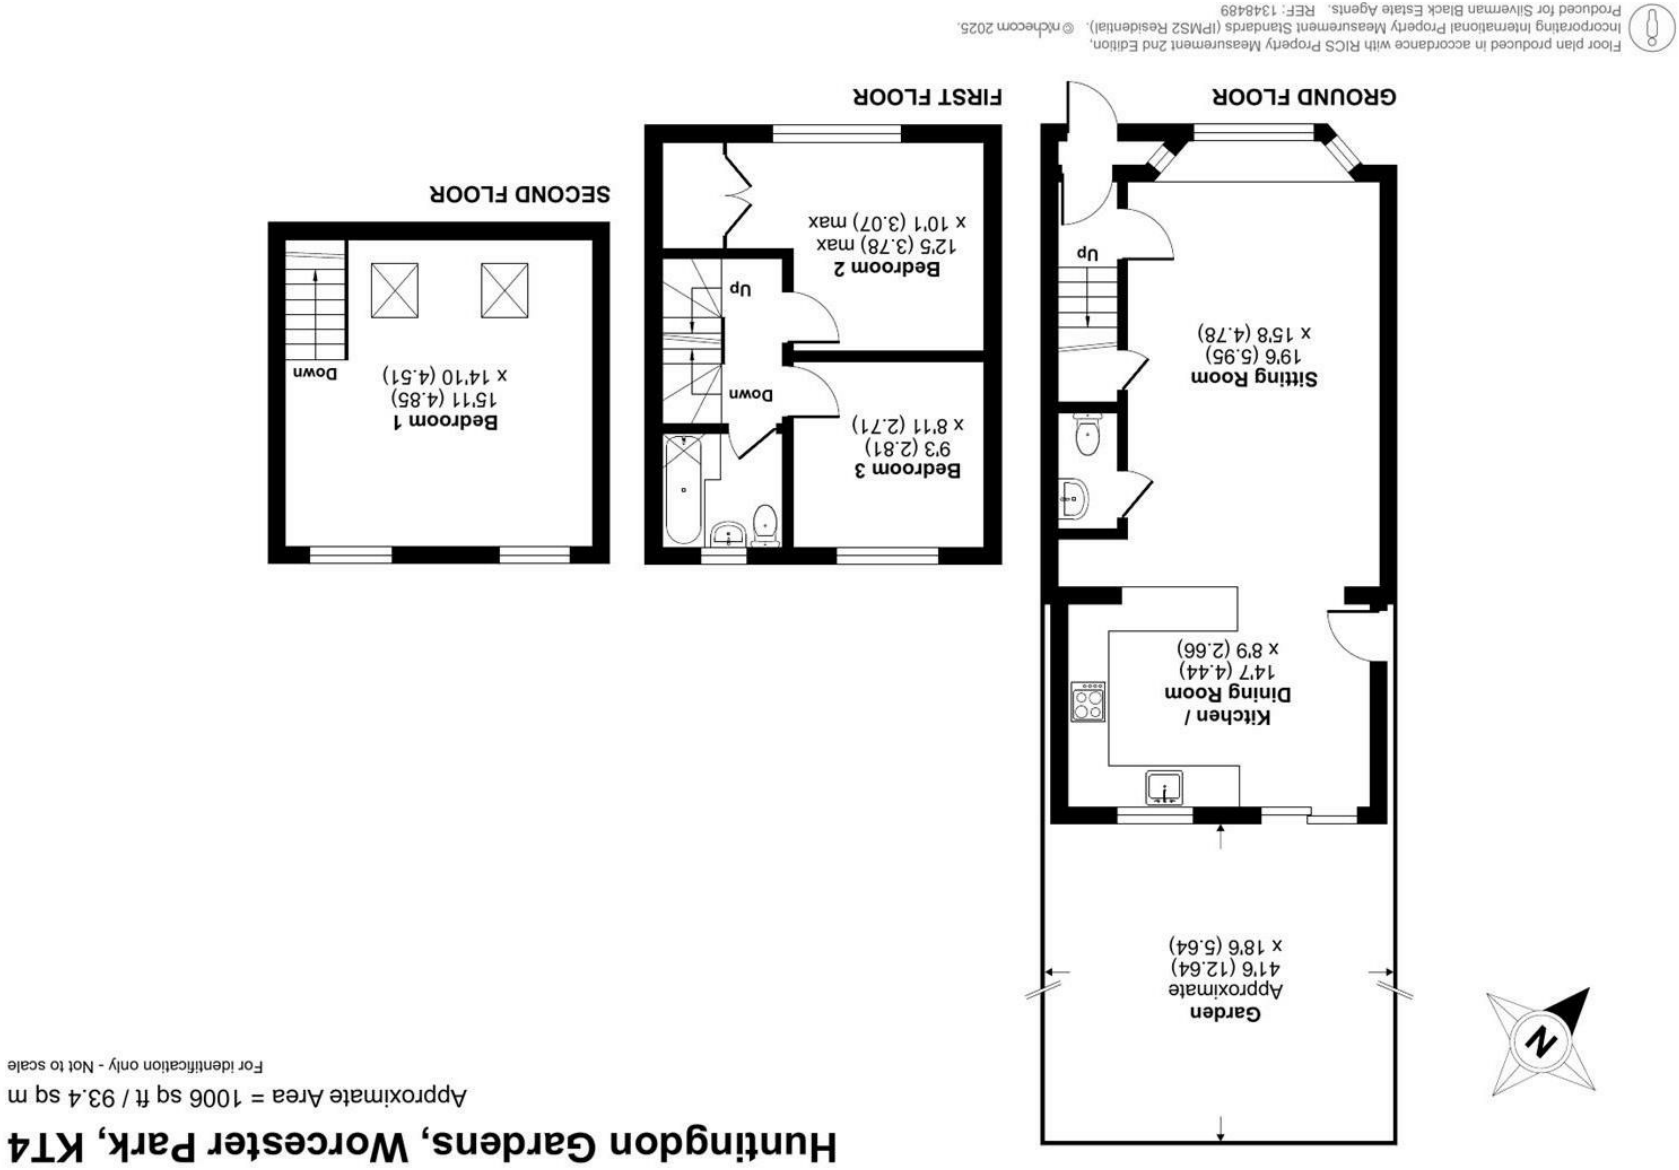 Huntingdon Gardens, Worcester Park, KT4
Approximate Area = 1006 sq ft / 93.4 sq m
For identification only - Not to scale
N
Garden
Approximate
41'6 (12.64)
x 18'6 (5.64)
Kitchen /
Dining Room
14'7 (4.44)
x 8'9 (2.66)
Sitting Room
19'6 (5.95)
x 15'8 (4.78)
Up
GROUND FLOOR
Bedroom 3
9'3 (2.81)
x 8'11 (2.71)
Down
Up
Bedroom 2
12'5 (3.78) max
x 10'1 (3.07) max
FIRST FLOOR
Bedroom 1
15'11 (4.85)
x 14'10 (4.51)
Down
SECOND FLOOR
Floor plan produced in accordance with RICS Property Measurement 2nd Edition,
Incorporating International Property Measurement Standards (IPMS2 Residential). © nichecom 2025.
Produced for Silverman Black Estate Agents. REF: 1348489